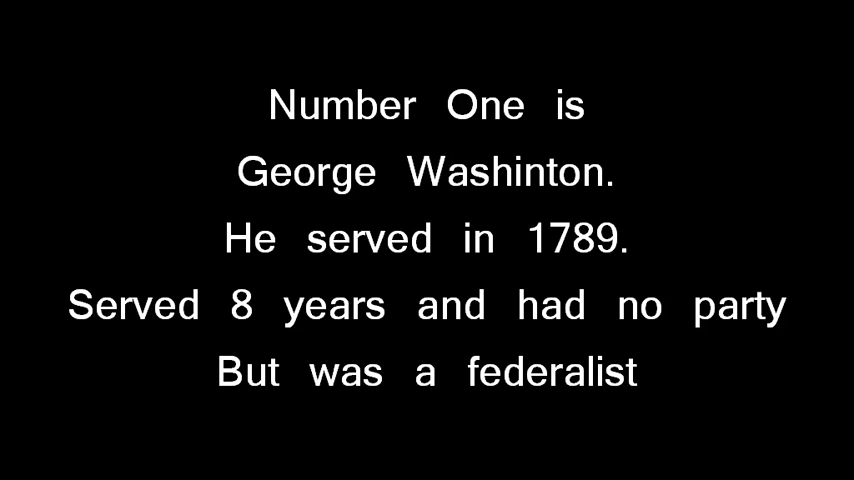 Number One is
George Washinton.
He served in 1789.
Served 8 years and had no party
But was a federalist